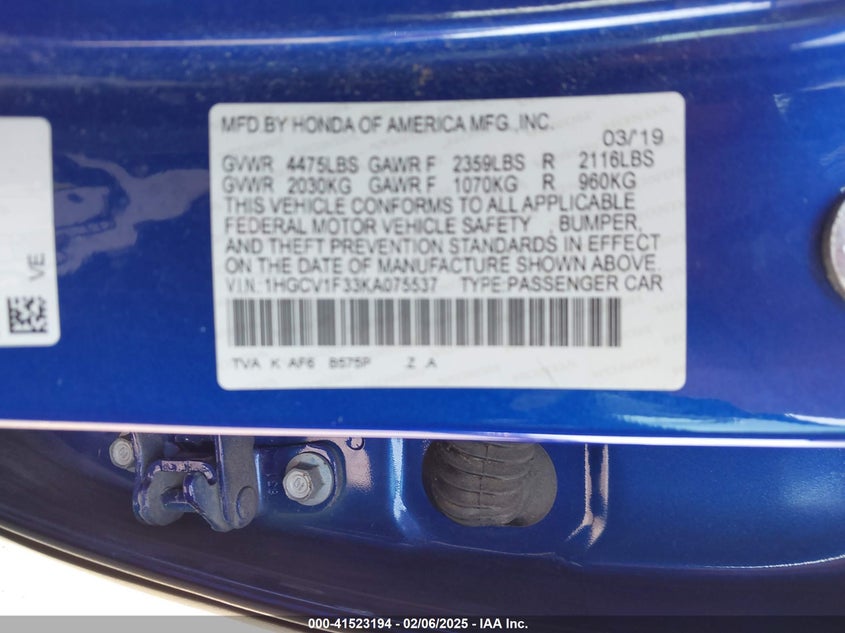 MFD.BY HONDA OF AMERICA MFG.,INC.
03/'19
GVWR 4475LBS GAWR F 2359LBS R 2116LBS
GVWR 2030KG GAWR F 1070KG R 960KG
THIS VEHICLE CONFORMS TO ALL APPLICABLE
FEDERAL MOTOR VEHICLE SAFETY , BUMPER,
AND THEFT PREVENTION STANDARDS IN EFFECT
ON THE DATE OF MANUFACTURE SHOWN ABOVE.
V.I.N.:1HGCV1F33KA075537 TYPE:PASSENGER CAR
TVA K AF6 B575P Z A
VE
000-41523194 - 02/06/2025 - IAA Inc.